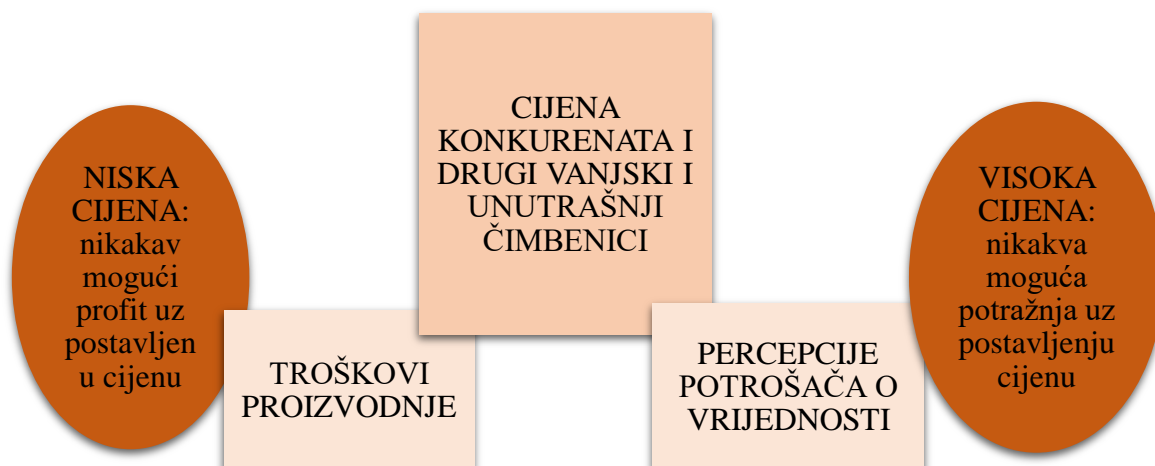 NISKA
CIJENA:
nikakav
mogući
profit uz
postavljen
u cijenu
TROŠKOVI
PROIZVODNJE
CIJENA
KONKURENATA I
DRUGI VANJSKI I
UNUTRAŠNJI
ČIMBENICI
PERCEPCIJE
POTROŠAČA O
VRIJEDNOSTI
VISOKA
CIJENA:
nikakva
moguća
potražnja uz
postavljenju
cijenu